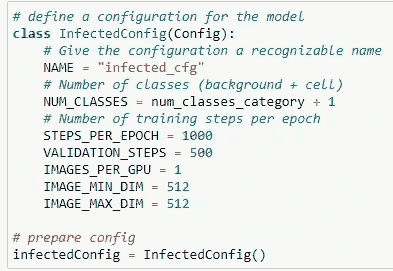 # define a configuration for the model
class InfectedConfig(Config):
    # Give the configuration a recognizable name
    NAME = "infected_cfg"
    # Number of classes (background + cell)
    NUM_CLASSES = num_classes_category + 1
    # Number of training steps per epoch
    STEPS_PER_EPOCH = 1000
    VALIDATION_STEPS = 500
    IMAGES_PER_GPU = 1
    IMAGE_MIN_DIM = 512
    IMAGE_MAX_DIM = 512

# prepare config
infectedConfig = InfectedConfig()